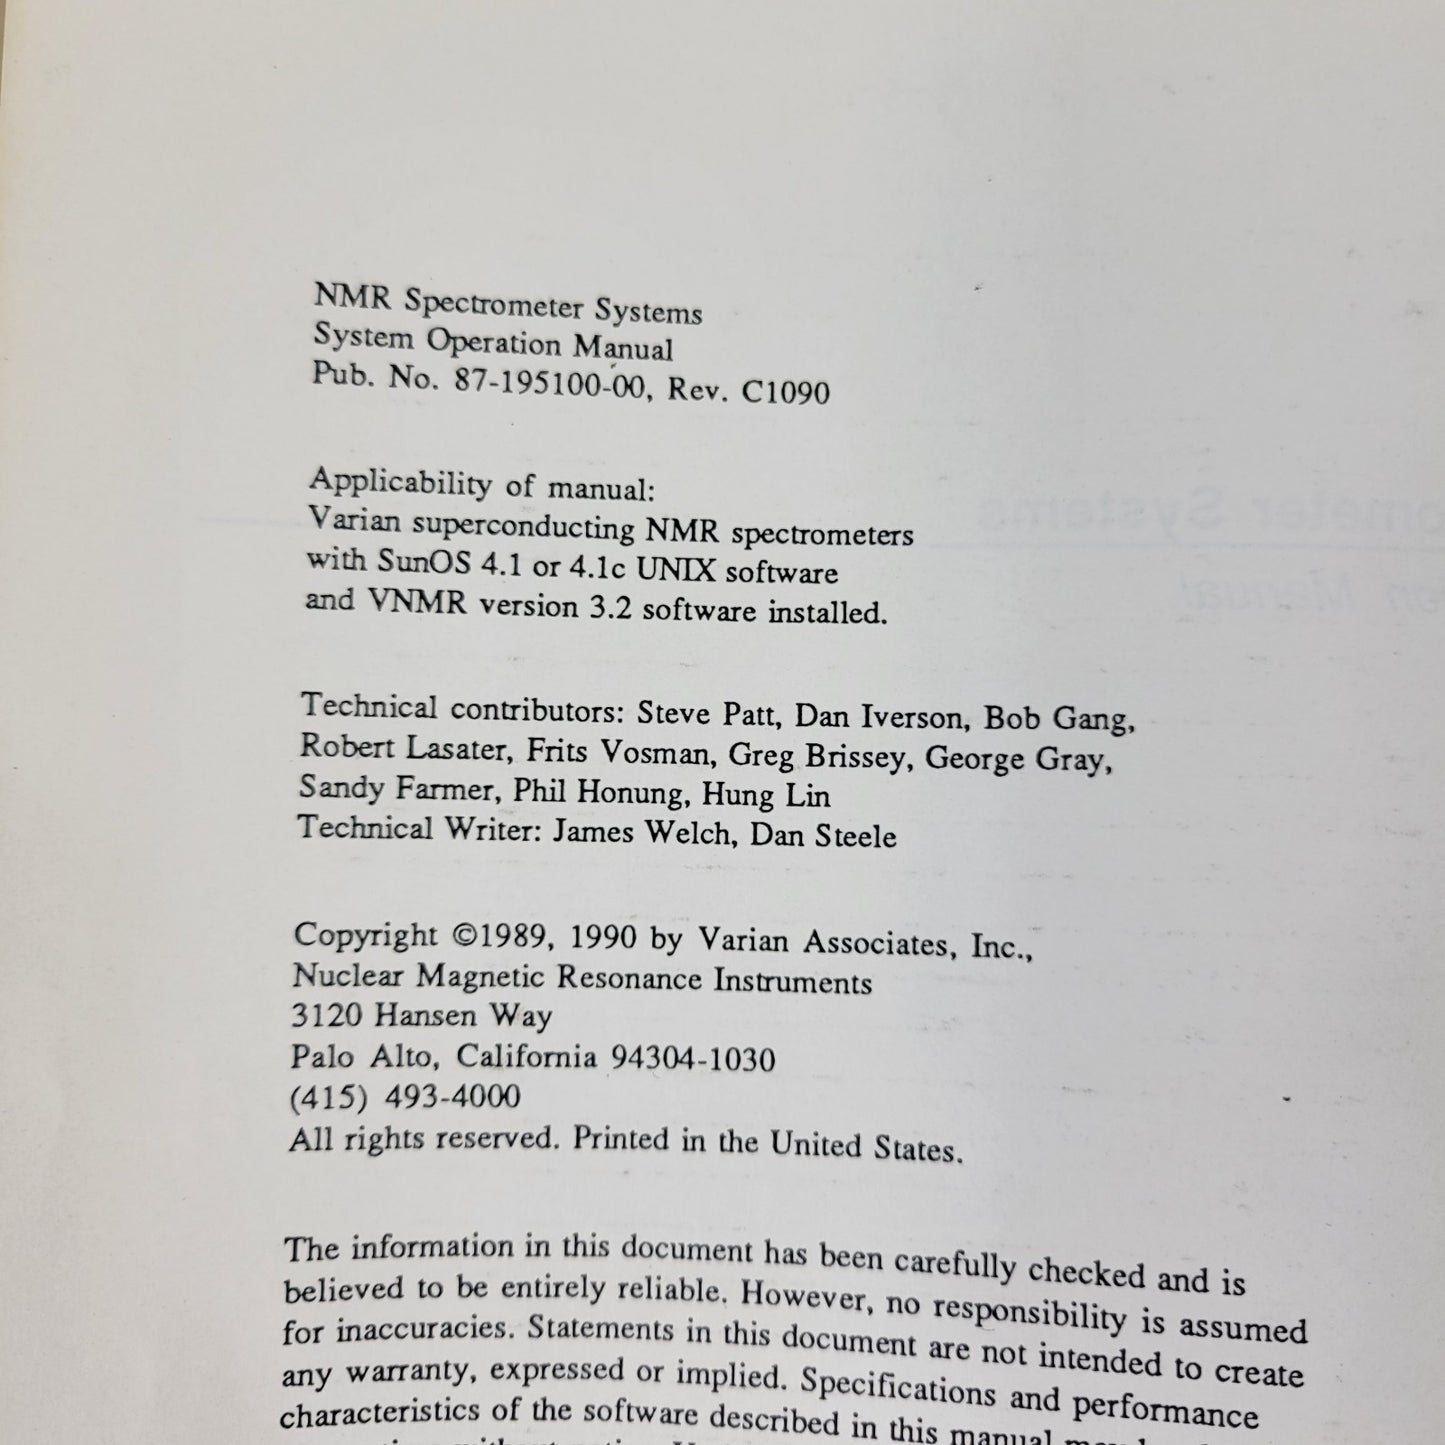 NMR Spectrometer Systems
System Operation Manual
Pub. No. 87-195100-00, Rev. C1090
Applicability of manual:
Varian superconducting NMR spectrometers
with SunOS 4.1 or 4.1c UNIX software
and VNMR version 3.2 software installed.
Technical contributors: Steve Patt, Dan Iverson, Bob Gang,
Robert Lasater, Frits Vosman, Greg Brissey, George Gray,
Sandy Farmer, Phil Honung, Hung Lin
Technical Writer: James Welch, Dan Steele
Copyright ©1989, 1990 by Varian Associates, Inc.,
Nuclear Magnetic Resonance Instruments
3120 Hansen Way
Palo Alto, California 94304-1030
(415) 493-4000
All rights reserved. Printed in the United States.
The information in this document has been carefully checked and is
believed to be entirely reliable. However, no responsibility is assumed
for inaccuracies. Statements in this document are not intended to create
any warranty, expressed or implied. Specifications and performance
characteristics of the software described in this manual